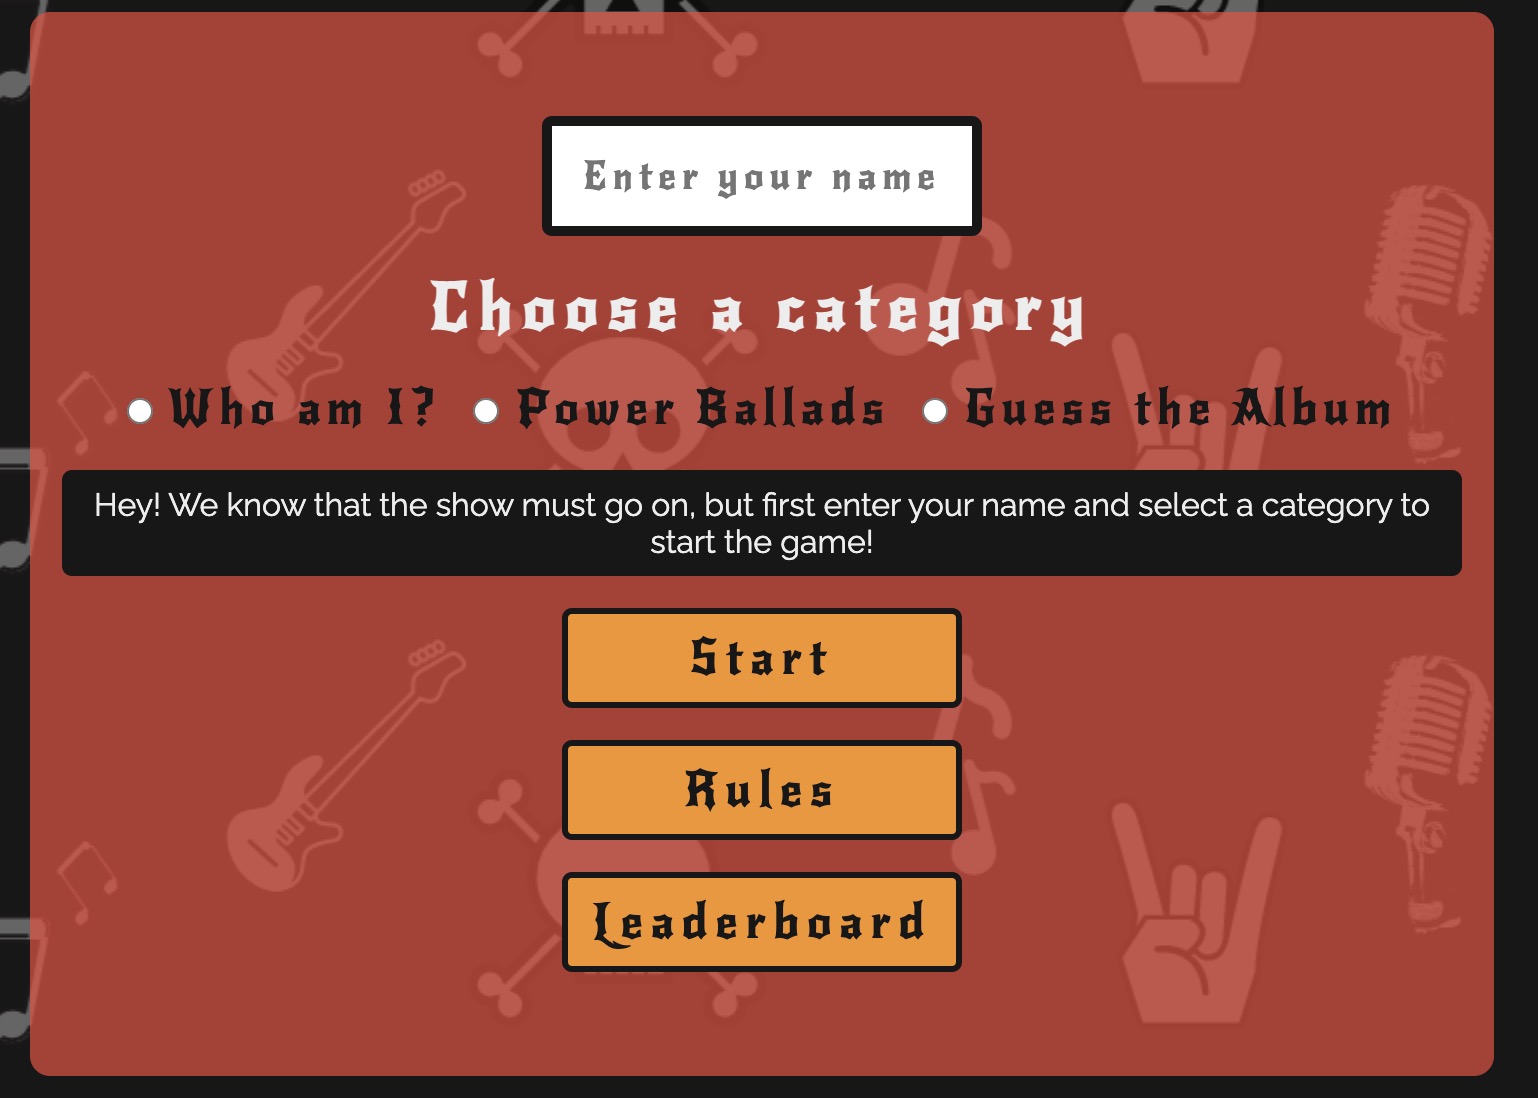 Enter your name
Choose a category
Who am I? Power Ballads Guess the Album
Hey! We know that the show must go on, but first enter your name and select a category to
start the game!
Start
Rules
Leaderboard